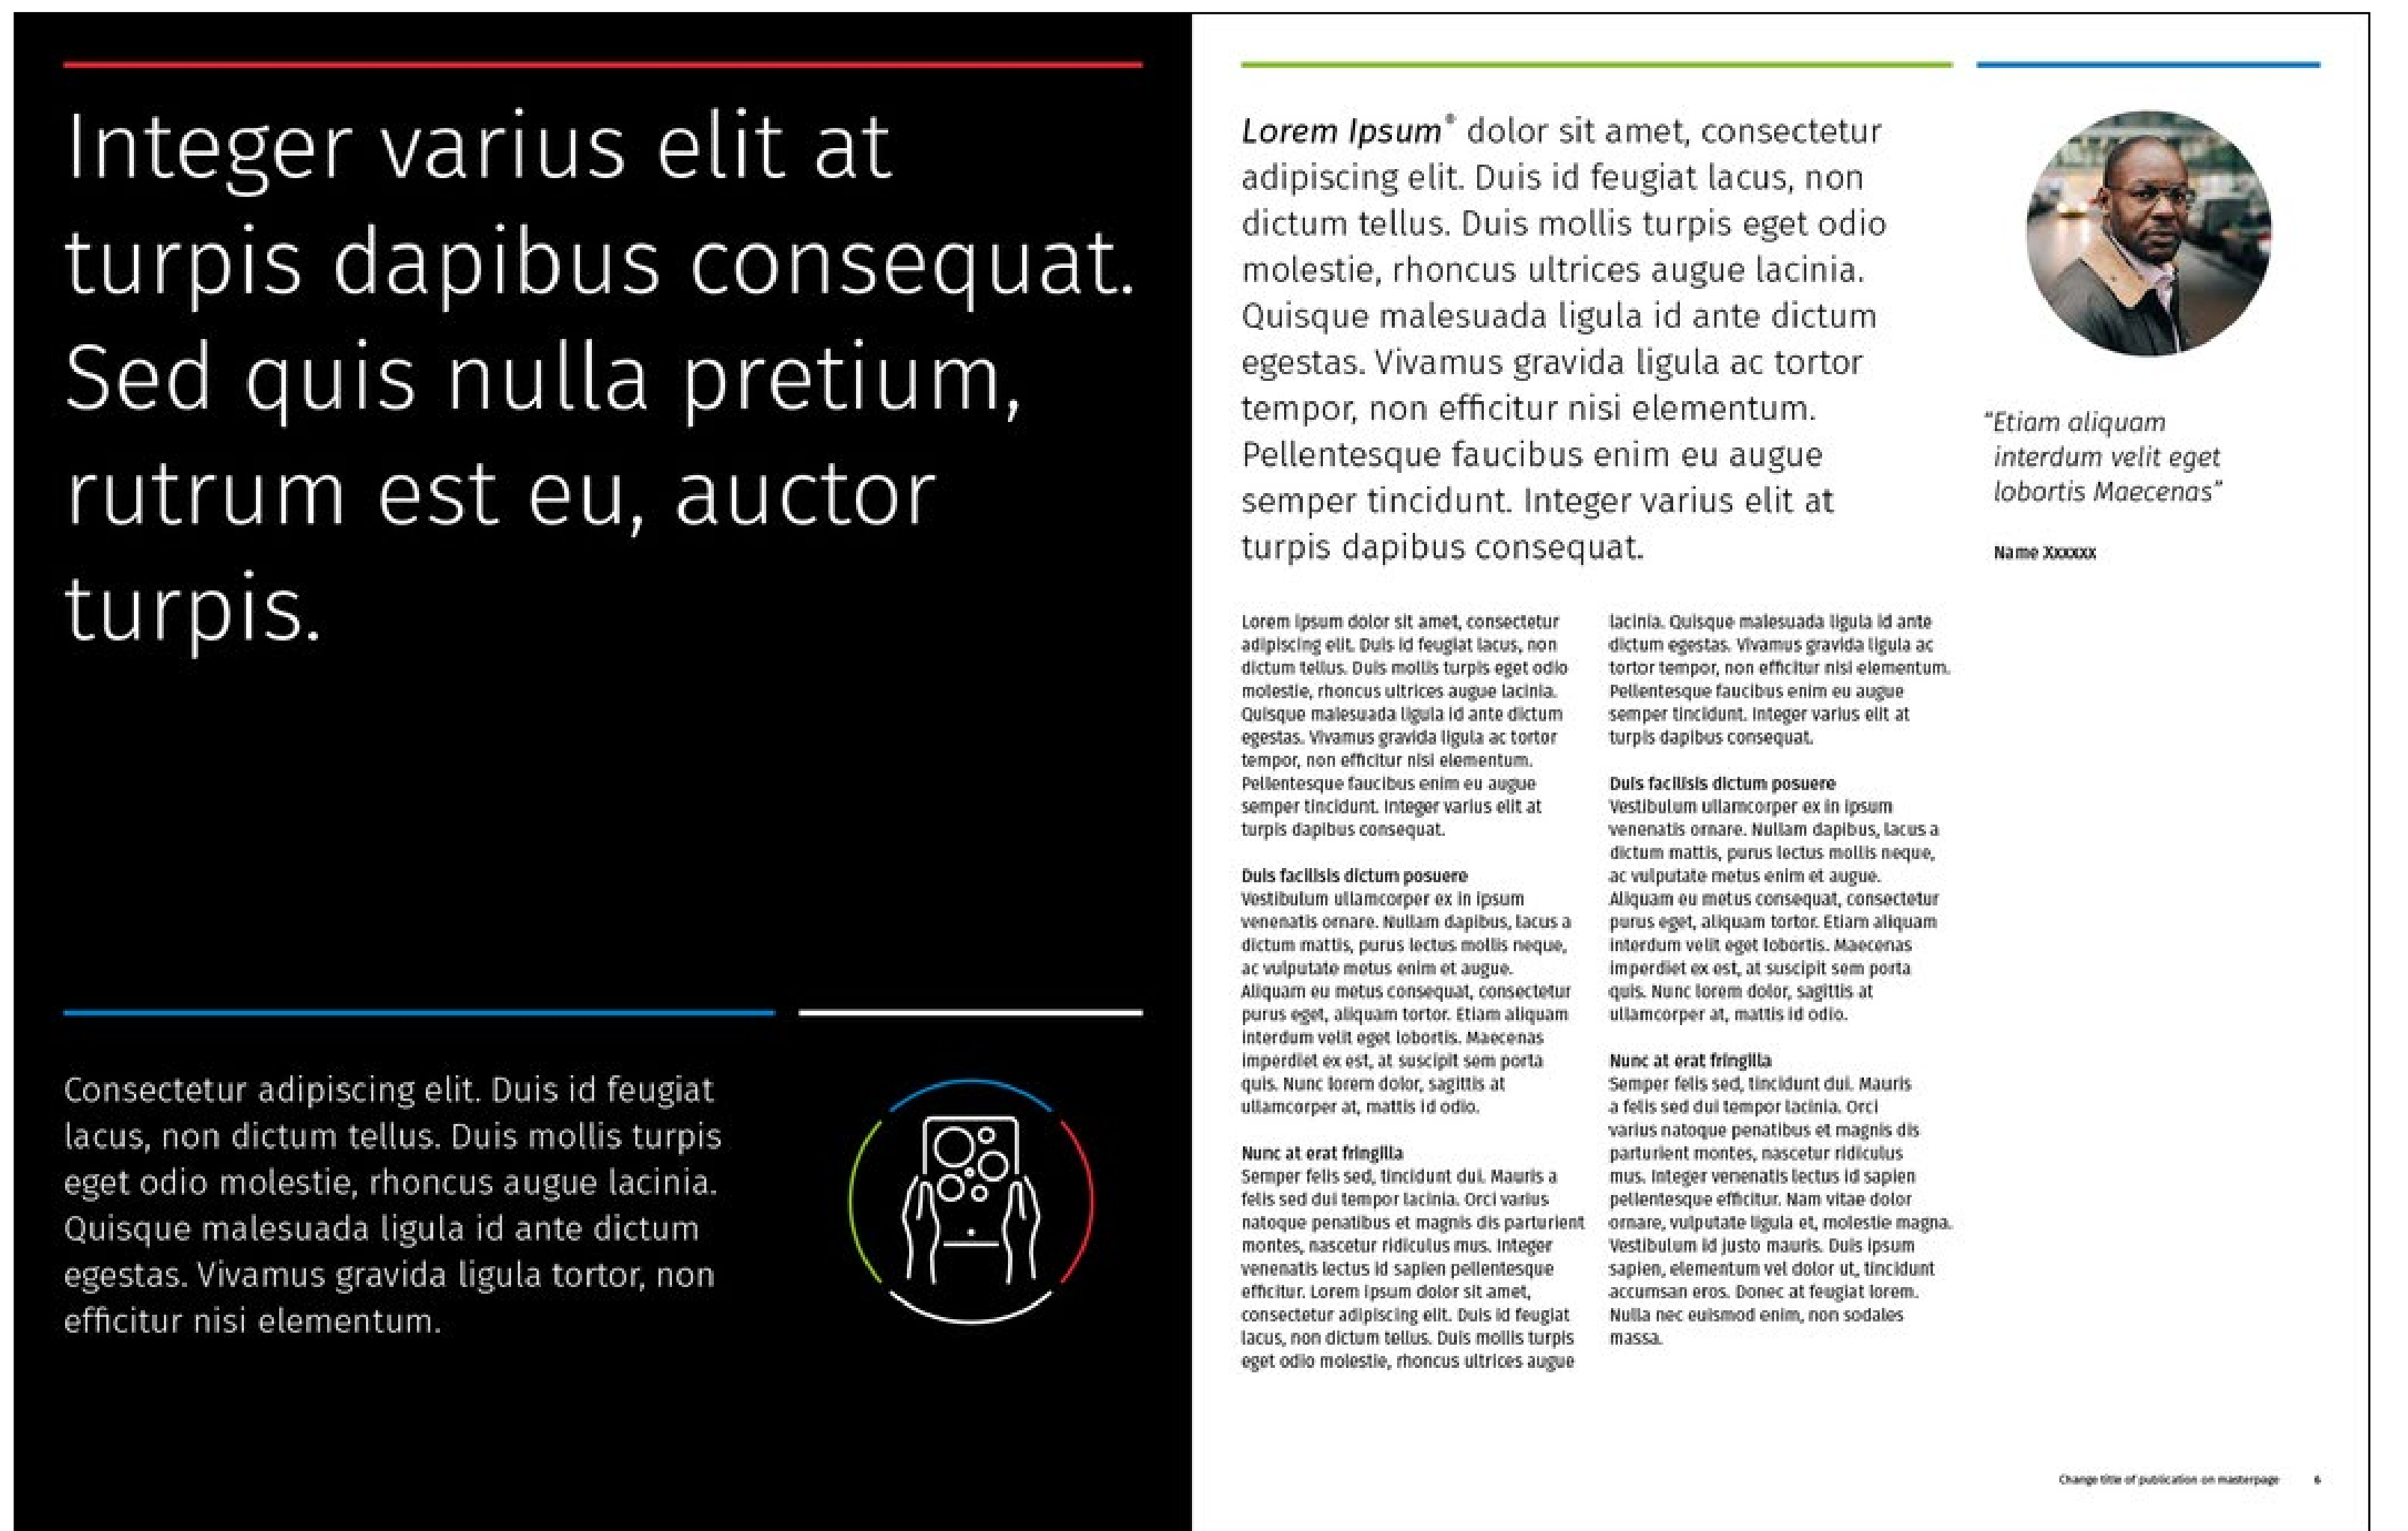 Integer varius elit at
turpis dapibus consequat.
Sed quis nulla pretium,
rutrum est eu, auctor
turpis.
Consectetur adipiscing elit. Duis id feugiat
lacus, non dictum tellus. Duis mollis turpis
eget odio molestie, rhoncus augue lacinia.
Quisque malesuada ligula id ante dictum
egestas. Vivamus gravida ligula tortor, non
efficitur nisi elementum.
Lorem Ipsum® dolor sit amet, consectetur
adipiscing elit. Duis id feugiat lacus, non
dictum tellus. Duis mollis turpis eget odio
molestie, rhoncus ultrices augue lacinia.
Quisque malesuada ligula id ante dictum
egestas. Vivamus gravida ligula ac tortor
tempor, non efficitur nisi elementum.
Pellentesque faucibus enim eu augue
semper tincidunt. Integer varius elit at
turpis dapibus consequat.
Lorem ipsum dolor sit amet, consectetur
adipiscing elit. Duis id feugiat lacus, non
dictum tellus. Duis mollis turpis eget odio
molestie, rhoncus ultrices augue lacinia.
Quisque malesuada ligula id ante dictum
egestas. Vivamus gravida ligula ac tortor
tempor, non efficitur nisi elementum.
Pellentesque faucibus enim eu augue
semper tincidunt. Integer varius elit at
turpis dapibus consequat.
Duis facilisis dictum posuere
Vestibulum ullamcorper ex in ipsum
venenatis ornare. Nullam dapibus, lacus a
dictum mattis, purus lectus mollis neque,
ac vulputate metus enim et augue.
Aliquam eu metus consequat, consectetur
purus eget, aliquam tortor. Etiam aliquam
interdum velit eget lobortis. Maecenas
imperdiet ex est, at suscipit sem porta
quis. Nunc lorem dolor, sagittis at
ullamcorper at, mattis id odio.
Nunc at erat fringilla
Semper felis sed, tincidunt dui. Mauris a
felis sed dui tempor lacinia. Orci varius
natoque penatibus et magnis dis parturient
montes, nascetur ridiculus mus. Integer
venenatis lectus id sapien pellentesque
efficitur. Lorem ipsum dolor sit amet,
consectetur adipiscing elit. Duis id feugiat
lacus, non dictum tellus. Duis mollis turpis
eget odio molestie, rhoncus ultrices augue
lacinia. Quisque malesuada ligula id ante
dictum egestas. Vivamus gravida ligula ac
tortor tempor, non efficitur nisi elementum.
Pellentesque faucibus enim eu augue
semper tincidunt. Integer varius elit at
turpis dapibus consequat.
Duis facilisis dictum posuere
Vestibulum ullamcorper ex in ipsum
venenatis ornare. Nullam dapibus, lacus a
dictum mattis, purus lectus mollis neque,
ac vulputate metus enim et augue.
Aliquam eu metus consequat, consectetur
purus eget, aliquam tortor. Etiam aliquam
interdum velit eget lobortis. Maecenas
imperdiet ex est, at suscipit sem porta
quis. Nunc lorem dolor, sagittis at
ullamcorper at, mattis id odio.
Nunc at erat fringilla
Semper felis sed, tincidunt dui. Mauris
a felis sed dui tempor lacinia. Orci
varius natoque penatibus et magnis dis
parturient montes, nascetur ridiculus
mus. Integer venenatis lectus id sapien
pellentesque efficitur. Nam vitae dolor
ornare, vulputate ligula et, molestie magna.
Vestibulum id justo mauris. Duis ipsum
sapien, elementum vel dolor ut, tincidunt
accumsan eros. Donec at feugiat lorem.
Nulla nec euismod enim, non sodales
massa.
“Etiam aliquam
interdum velit eget
lobortis Maecenas”
Name Xxxxxx
Change title of publication on masterpage 6